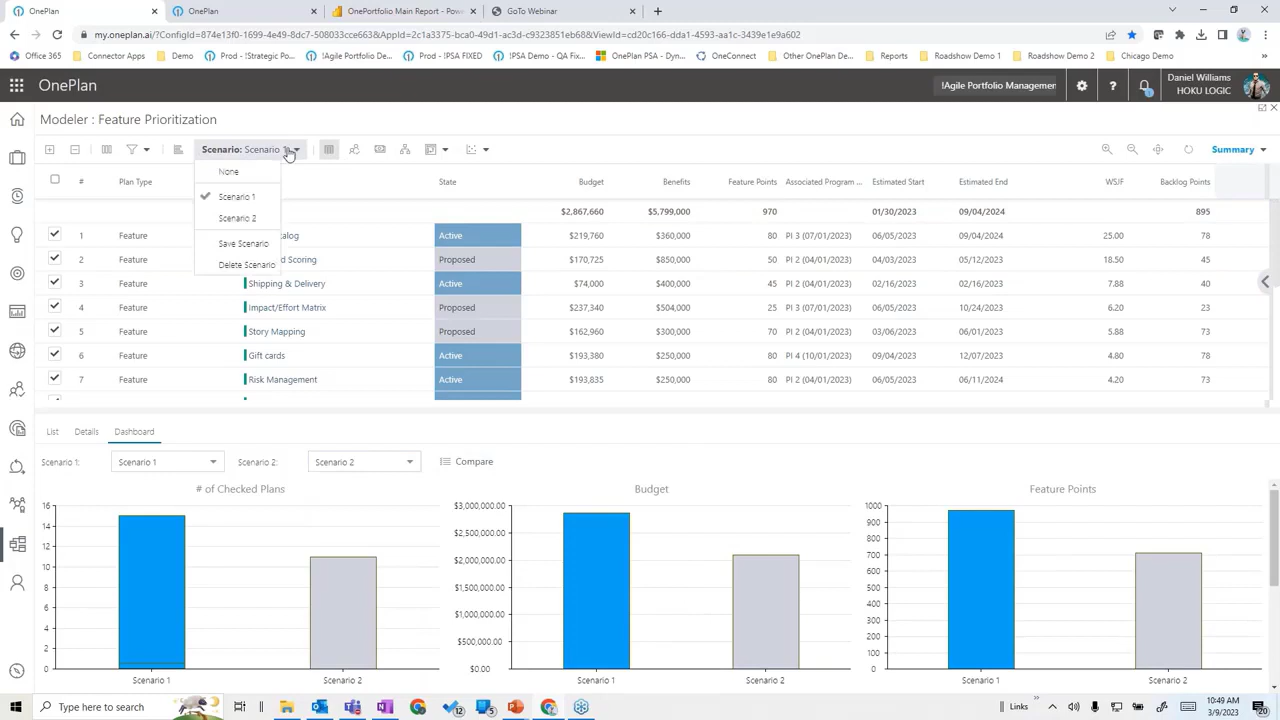 OnePlan
OnePlan
OnePortfolio Main Report - Powe
GoTo Webinar
my.oneplan.ai/?ConfigId=874e13f0-1699-4e49-8dc7-508033cce663&AppId=2c1a3375-bca0-49d1-ac3d-c9323851eb68&ViewId=cd20c166-dda1-4593-aa1c-3439e1e9a602
Office 365
Connector Apps
Demo
Prod - !Strategic Po...
!Agile Portfolio De...
Prod - !PSA FIXED
!PSA Demo - QA Fix...
OnePlan PSA - Dyn...
OneConnect
Other OnePlan De...
Reports
Roadshow Demo 1
Roadshow Demo 2
Chicago Demo
OnePlan
!Agile Portfolio Managemen
Daniel Williams
HOKU LOGIC
Modeler : Feature Prioritization
Scenario: Scenario 1
Summary
None
Scenario 1
Scenario 2
Save Scenario
Delete Scenario
# Plan Type State Budget Benefits Feature Points Associated Program ... Estimated Start Estimated End WSJF Backlog Points
$2,867,660 $5,799,000 970 01/30/2023 09/04/2024 895
1 Feature alog Active $219,760 $360,000 80 PI 3 (07/01/2023) 06/05/2023 09/04/2024 25.00 78
2 Feature d Scoring Proposed $170,725 $850,000 50 PI 2 (04/01/2023) 04/03/2023 05/12/2023 18.50 45
3 Feature Shipping & Delivery Active $74,000 $400,000 45 PI 2 (04/01/2023) 02/16/2023 02/16/2023 7.88 40
4 Feature Impact/Effort Matrix Proposed $237,340 $504,000 25 PI 3 (07/01/2023) 06/05/2023 10/24/2023 6.20 23
5 Feature Story Mapping Proposed $162,960 $300,000 70 PI 2 (04/01/2023) 03/06/2023 06/01/2023 5.88 73
6 Feature Gift cards Active $193,380 $250,000 80 PI 4 (10/01/2023) 09/04/2023 12/07/2023 4.80 78
7 Feature Risk Management Active $193,835 $250,000 80 PI 2 (04/01/2023) 06/05/2023 06/11/2023 4.20 73
List Details Dashboard
Scenario 1: Scenario 1 Scenario 2: Scenario 2 Compare
# of Checked Plans
16
14
12
10
8
6
4
2
0
Scenario 1 Scenario 2
Budget
$3,000,000.00
$2,500,000.00
$2,000,000.00
$1,500,000.00
$1,000,000.00
$500,000.00
$0.00
Scenario 1 Scenario 2
Feature Points
1000
900
800
700
600
500
400
300
200
100
0
Scenario 1 Scenario 2
Type here to search
Links
10:49 AM
3/9/2023
20